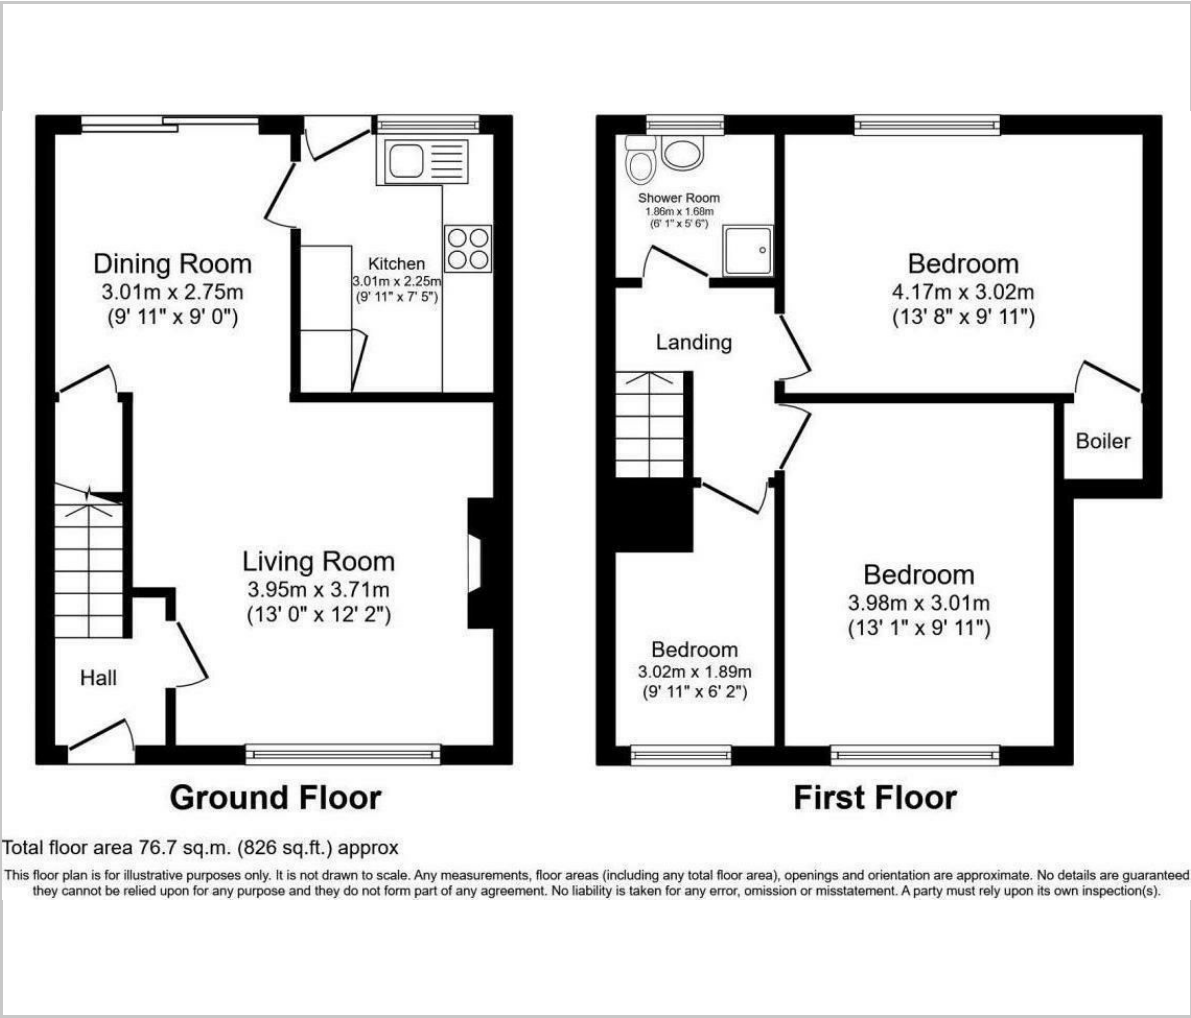 Dining Room
3.01m x 2.75m
(9' 11" x 9' 0")
Kitchen
3.01m x 2.25m
(9' 11" x 7' 5")
Living Room
3.95m x 3.71m
(13' 0" x 12' 2")
Hall
Ground Floor
Shower Room
1.86m x 1.68m
(6' 1" x 5' 6")
Bedroom
4.17m x 3.02m
(13' 8" x 9' 11")
Landing
Boiler
Bedroom
3.98m x 3.01m
(13' 1" x 9' 11")
Bedroom
3.02m x 1.89m
(9' 11" x 6' 2")
First Floor
Total floor area 76.7 sq.m. (826 sq.ft.) approx
This floor plan is for illustrative purposes only. It is not drawn to scale. Any measurements, floor areas (including any total floor area), openings and orientation are approximate. No details are guaranteed
they cannot be relied upon for any purpose and they do not form part of any agreement. No liability is taken for any error, omission or misstatement. A party must rely upon its own inspection(s).